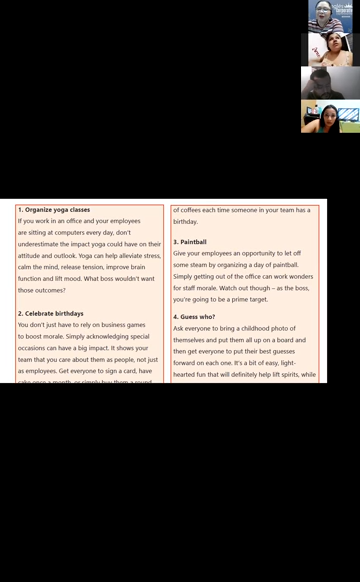 1. Organize yoga classes
If you work in an office and your employees
are sitting at computers every day, don't
underestimate the impact yoga could have on their
attitude and outlook. Yoga can help alleviate stress,
calm the mind, release tension, improve brain
function and lift mood. What boss wouldn't want
those outcomes?
2. Celebrate birthdays
You don't just have to rely on business games
to boost morale. Simply acknowledging special
occasions can have a big impact. It shows your
team that you care about them as people, not just
as employees. Get everyone to sign a card, have
cake once a month, or simply buy them a round
of coffees each time someone in your team has a
birthday.
3. Paintball
Give your employees an opportunity to let off
some steam by organizing a day of paintball.
Simply getting out of the office can work wonders
for staff morale. Watch out though – as the boss,
you're going to be a prime target.
4. Guess who?
Ask everyone to bring a childhood photo of
themselves and put them all up on a board and
then get everyone to put their best guesses
forward on each one. It's a bit of easy, light-
hearted fun that will definitely help lift spirits, while